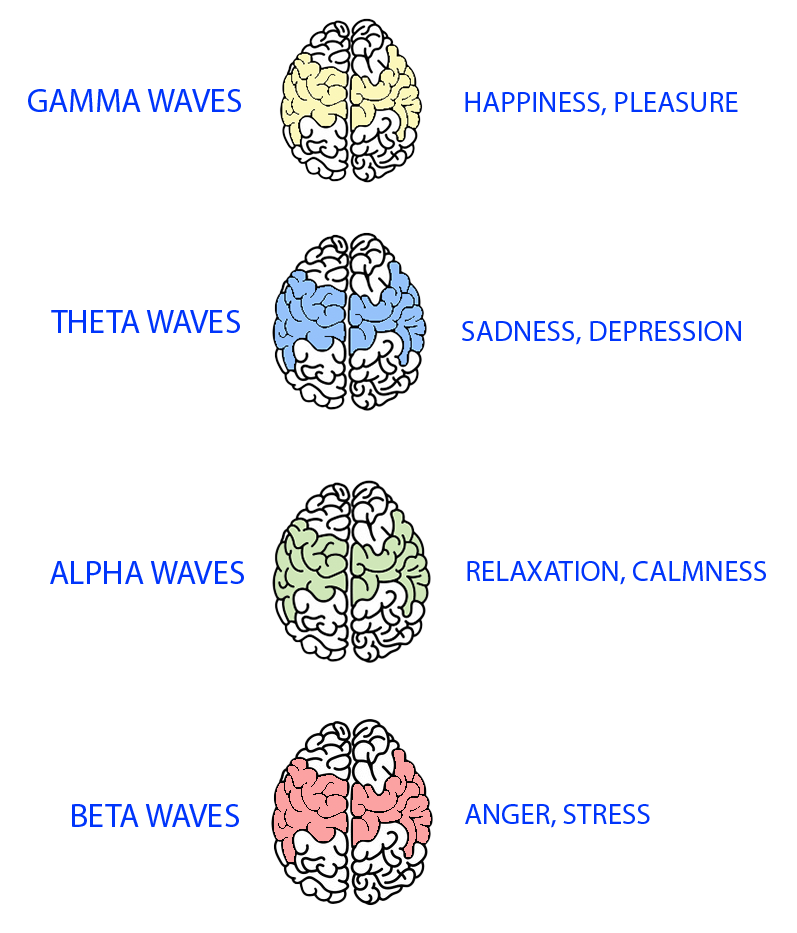 GAMMA WAVES
HAPPINESS, PLEASURE
THETA WAVES
SADNESS, DEPRESSION
ALPHA WAVES
RELAXATION, CALMNESS
BETA WAVES
ANGER, STRESS